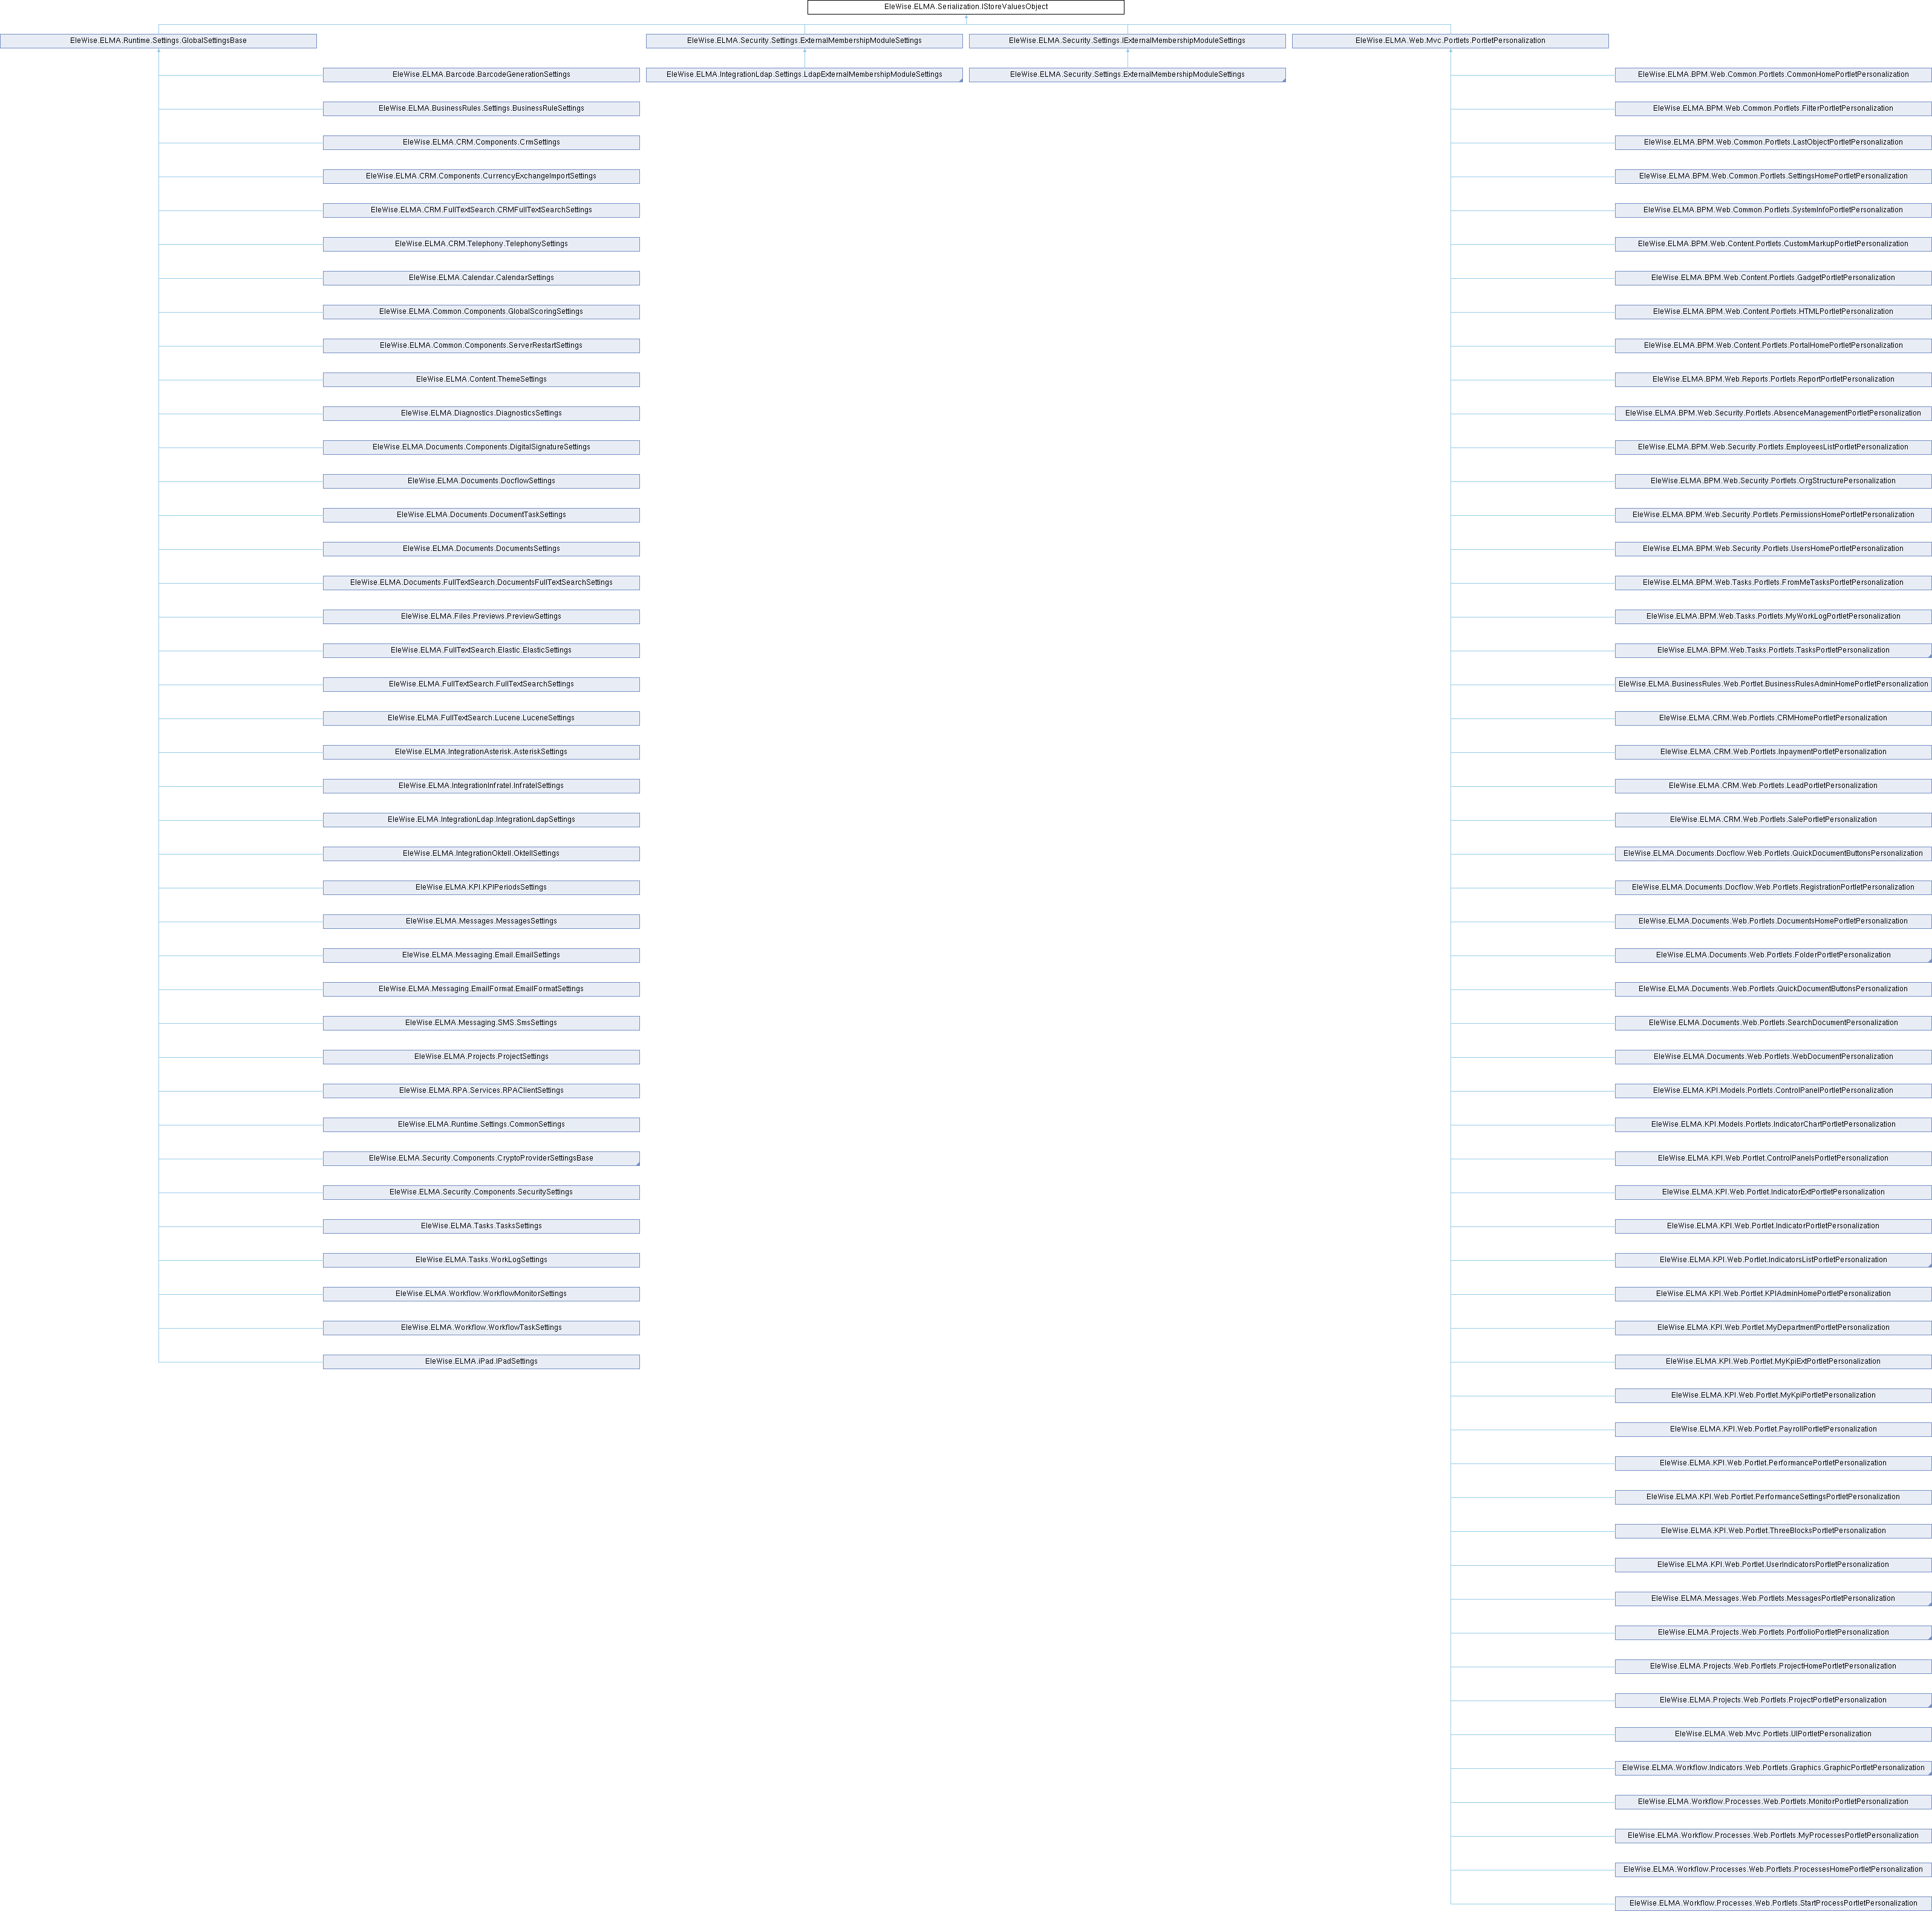 EleWise.ELMA.Serialization.IStoreValuesObject
EleWise.ELMA.Runtime.Settings.GlobalSettingsBase
EleWise.ELMA.Security.Settings.ExternalMembershipModuleSettings
EleWise.ELMA.Security.Settings.IExternalMembershipModuleSettings
EleWise.ELMA.Web.Mvc.Portlets.PortletPersonalization
EleWise.ELMA.Barcode.BarcodeGenerationSettings
EleWise.ELMA.BusinessRules.Settings.BusinessRuleSettings
EleWise.ELMA.CRM.Components.CrmSettings
EleWise.ELMA.CRM.Components.CurrencyExchangeImportSettings
EleWise.ELMA.CRM.FullTextSearch.CRMFullTextSearchSettings
EleWise.ELMA.CRM.Telephony.TelephonySettings
EleWise.ELMA.Calendar.CalendarSettings
EleWise.ELMA.Common.Components.GlobalScoringSettings
EleWise.ELMA.Common.Components.ServerRestartSettings
EleWise.ELMA.Content.ThemeSettings
EleWise.ELMA.Diagnostics.DiagnosticsSettings
EleWise.ELMA.Documents.Components.DigitalSignatureSettings
EleWise.ELMA.Documents.DocflowSettings
EleWise.ELMA.Documents.DocumentTaskSettings
EleWise.ELMA.Documents.DocumentsSettings
EleWise.ELMA.Documents.FullTextSearch.DocumentsFullTextSearchSettings
EleWise.ELMA.Files.Previews.PreviewSettings
EleWise.ELMA.FullTextSearch.Elastic.ElasticSettings
EleWise.ELMA.FullTextSearch.FullTextSearchSettings
EleWise.ELMA.FullTextSearch.Lucene.LuceneSettings
EleWise.ELMA.IntegrationAsterisk.AsteriskSettings
EleWise.ELMA.IntegrationInfratel.InfratelSettings
EleWise.ELMA.IntegrationLdap.IntegrationLdapSettings
EleWise.ELMA.IntegrationOktell.OktellSettings
EleWise.ELMA.KPI.KPIPeriodsSettings
EleWise.ELMA.Messages.MessagesSettings
EleWise.ELMA.Messaging.Email.EmailSettings
EleWise.ELMA.Messaging.EmailFormat.EmailFormatSettings
EleWise.ELMA.Messaging.SMS.SmsSettings
EleWise.ELMA.Projects.ProjectSettings
EleWise.ELMA.RPA.Services.RPAClientSettings
EleWise.ELMA.Runtime.Settings.CommonSettings
EleWise.ELMA.Security.Components.CryptoProviderSettingsBase
EleWise.ELMA.Security.Components.SecuritySettings
EleWise.ELMA.Tasks.TasksSettings
EleWise.ELMA.Tasks.WorkLogSettings
EleWise.ELMA.Workflow.WorkflowMonitorSettings
EleWise.ELMA.Workflow.WorkflowTaskSettings
EleWise.ELMA.iPad.IPadSettings
EleWise.ELMA.IntegrationLdap.Settings.LdapExternalMembershipModuleSettings
EleWise.ELMA.Security.Settings.ExternalMembershipModuleSettings
EleWise.ELMA.BPM.Web.Common.Portlets.CommonHomePortletPersonalization
EleWise.ELMA.BPM.Web.Common.Portlets.FilterPortletPersonalization
EleWise.ELMA.BPM.Web.Common.Portlets.LastObjectPortletPersonalization
EleWise.ELMA.BPM.Web.Common.Portlets.SettingsHomePortletPersonalization
EleWise.ELMA.BPM.Web.Common.Portlets.SystemInfoPortletPersonalization
EleWise.ELMA.BPM.Web.Content.Portlets.CustomMarkupPortletPersonalization
EleWise.ELMA.BPM.Web.Content.Portlets.GadgetPortletPersonalization
EleWise.ELMA.BPM.Web.Content.Portlets.HTMLPortletPersonalization
EleWise.ELMA.BPM.Web.Content.Portlets.PortalHomePortletPersonalization
EleWise.ELMA.BPM.Web.Reports.Portlets.ReportPortletPersonalization
EleWise.ELMA.BPM.Web.Security.Portlets.AbsenceManagementPortletPersonalization
EleWise.ELMA.BPM.Web.Security.Portlets.EmployeesListPortletPersonalization
EleWise.ELMA.BPM.Web.Security.Portlets.OrgStructurePersonalization
EleWise.ELMA.BPM.Web.Security.Portlets.PermissionsHomePortletPersonalization
EleWise.ELMA.BPM.Web.Security.Portlets.UsersHomePortletPersonalization
EleWise.ELMA.BPM.Web.Tasks.Portlets.FromMeTasksPortletPersonalization
EleWise.ELMA.BPM.Web.Tasks.Portlets.MyWorkLogPortletPersonalization
EleWise.ELMA.BPM.Web.Tasks.Portlets.TasksPortletPersonalization
EleWise.ELMA.BusinessRules.Web.Portlet.BusinessRulesAdminHomePortletPersonalization
EleWise.ELMA.CRM.Web.Portlets.CRMHomePortletPersonalization
EleWise.ELMA.CRM.Web.Portlets.InpaymentPortletPersonalization
EleWise.ELMA.CRM.Web.Portlets.LeadPortletPersonalization
EleWise.ELMA.CRM.Web.Portlets.SalePortletPersonalization
EleWise.ELMA.Documents.Docflow.Web.Portlets.QuickDocumentButtonsPersonalization
EleWise.ELMA.Documents.Docflow.Web.Portlets.RegistrationPortletPersonalization
EleWise.ELMA.Documents.Web.Portlets.DocumentsHomePortletPersonalization
EleWise.ELMA.Documents.Web.Portlets.FolderPortletPersonalization
EleWise.ELMA.Documents.Web.Portlets.QuickDocumentButtonsPersonalization
EleWise.ELMA.Documents.Web.Portlets.SearchDocumentPersonalization
EleWise.ELMA.Documents.Web.Portlets.WebDocumentPersonalization
EleWise.ELMA.KPI.Models.Portlets.ControlPanelPortletPersonalization
EleWise.ELMA.KPI.Models.Portlets.IndicatorChartPortletPersonalization
EleWise.ELMA.KPI.Web.Portlet.ControlPanelsPortletPersonalization
EleWise.ELMA.KPI.Web.Portlet.IndicatorExtPortletPersonalization
EleWise.ELMA.KPI.Web.Portlet.IndicatorPortletPersonalization
EleWise.ELMA.KPI.Web.Portlet.IndicatorsListPortletPersonalization
EleWise.ELMA.KPI.Web.Portlet.KPIAdminHomePortletPersonalization
EleWise.ELMA.KPI.Web.Portlet.MyDepartmentPortletPersonalization
EleWise.ELMA.KPI.Web.Portlet.MyKpiExtPortletPersonalization
EleWise.ELMA.KPI.Web.Portlet.MyKpiPortletPersonalization
EleWise.ELMA.KPI.Web.Portlet.PayrollPortletPersonalization
EleWise.ELMA.KPI.Web.Portlet.PerformancePortletPersonalization
EleWise.ELMA.KPI.Web.Portlet.PerformanceSettingsPortletPersonalization
EleWise.ELMA.KPI.Web.Portlet.ThreeBlocksPortletPersonalization
EleWise.ELMA.KPI.Web.Portlet.UserIndicatorsPortletPersonalization
EleWise.ELMA.Messages.Web.Portlets.MessagesPortletPersonalization
EleWise.ELMA.Projects.Web.Portlets.PortfolioPortletPersonalization
EleWise.ELMA.Projects.Web.Portlets.ProjectHomePortletPersonalization
EleWise.ELMA.Projects.Web.Portlets.ProjectPortletPersonalization
EleWise.ELMA.Web.Mvc.Portlets.UIPortletPersonalization
EleWise.ELMA.Workflow.Indicators.Web.Portlets.Graphics.GraphicPortletPersonalization
EleWise.ELMA.Workflow.Processes.Web.Portlets.MonitorPortletPersonalization
EleWise.ELMA.Workflow.Processes.Web.Portlets.MyProcessesPortletPersonalization
EleWise.ELMA.Workflow.Processes.Web.Portlets.ProcessesHomePortletPersonalization
EleWise.ELMA.Workflow.Processes.Web.Portlets.StartProcessPortletPersonalization